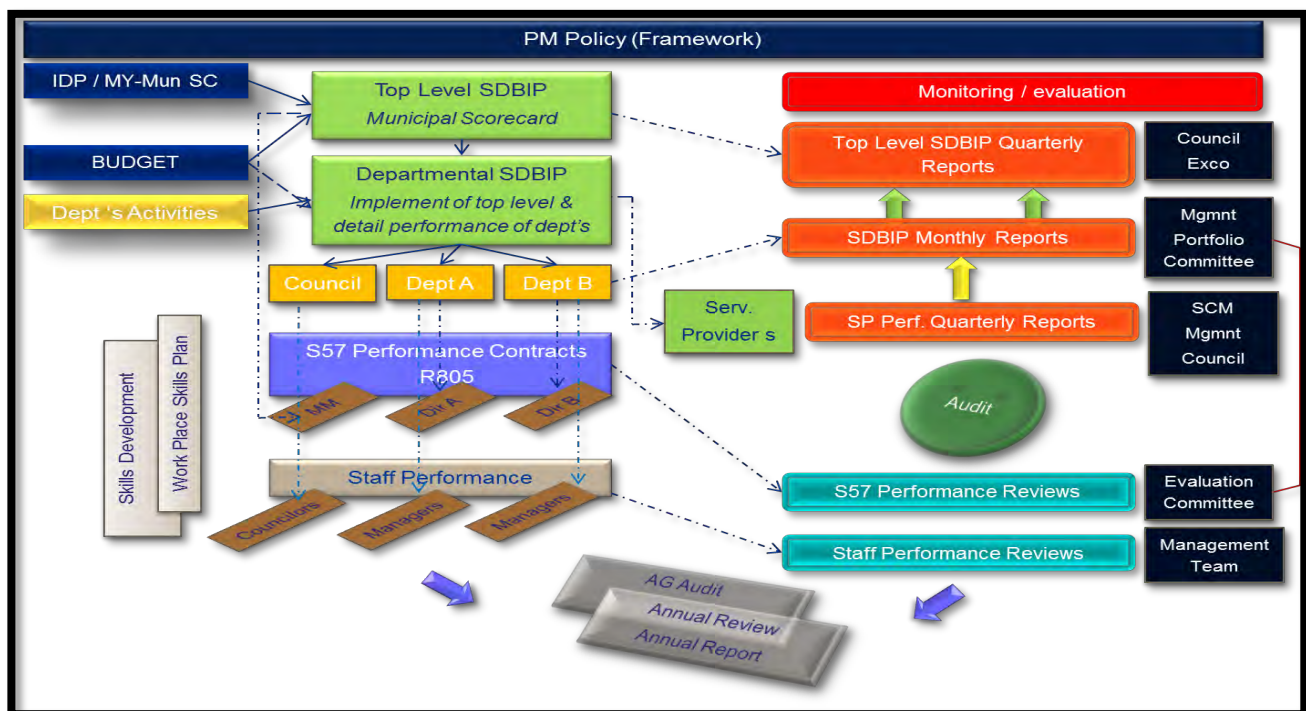 PM Policy (Framework)
IDP / MY-Mun SC
BUDGET
Dept 's Activities
Top Level SDBIP
Municipal Scorecard
Departmental SDBIP
Implement of top level &
detail performance of dept's
Council
Dept A
Dept B
Serv.
Provider s
S57 Performance Contracts
R805
MM
Dir A
Dir B
Staff Performance
Councilors
Managers
Managers
Skills Development
Work Place Skills Plan
Monitoring / evaluation
Top Level SDBIP Quarterly
Reports
Council
Exco
SDBIP Monthly Reports
Mgmnt
Portfolio
Committee
SP Perf. Quarterly Reports
SCM
Mgmnt
Council
Audit
S57 Performance Reviews
Evaluation
Committee
Staff Performance Reviews
Management
Team
AG Audit
Annual Review
Annual Report